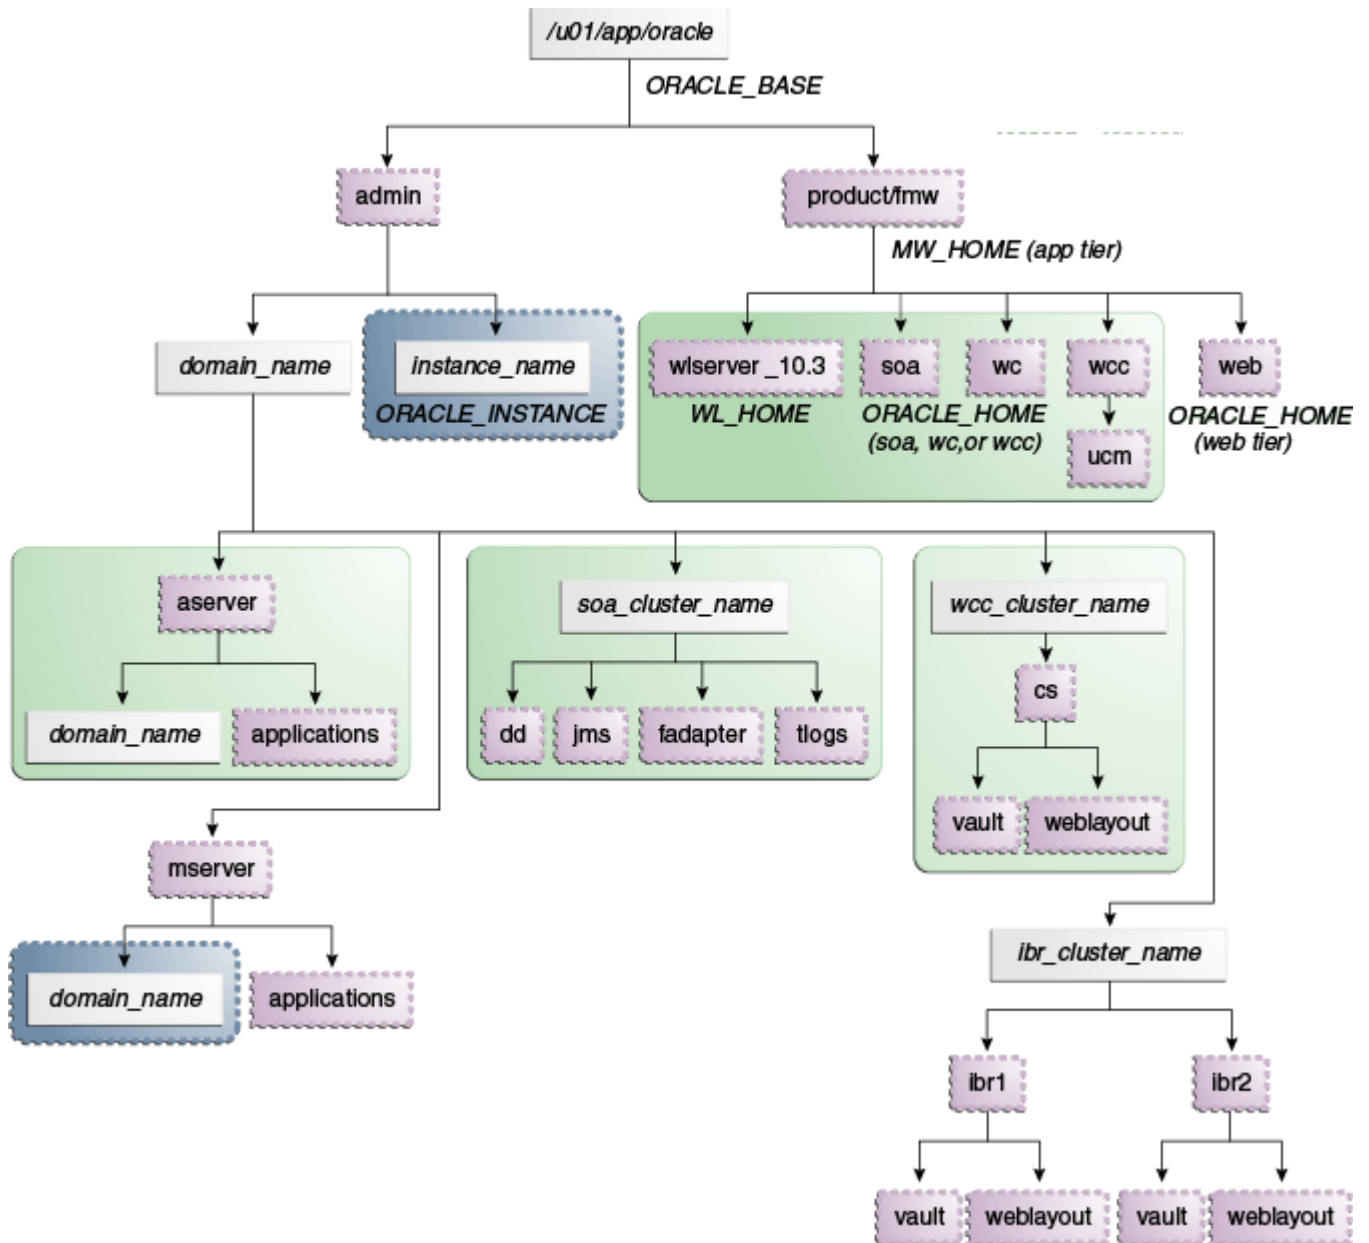 /u01/app/oracle
ORACLE_BASE
admin
product/fmw
MW_HOME (app tier)
domain_name
instance_name
ORACLE_INSTANCE
wlserver _10.3
soa
wc
wcc
web
WL_HOME
ORACLE_HOME
(soa, wc,or wcc)
ORACLE_HOME
(web tier)
ucm
aserver
soa_cluster_name
wcc_cluster_name
cs
domain_name
applications
dd
jms
fadapter
tlogs
vault
weblayout
mserver
ibr_cluster_name
domain_name
applications
ibr1
ibr2
vault
weblayout
vault
weblayout